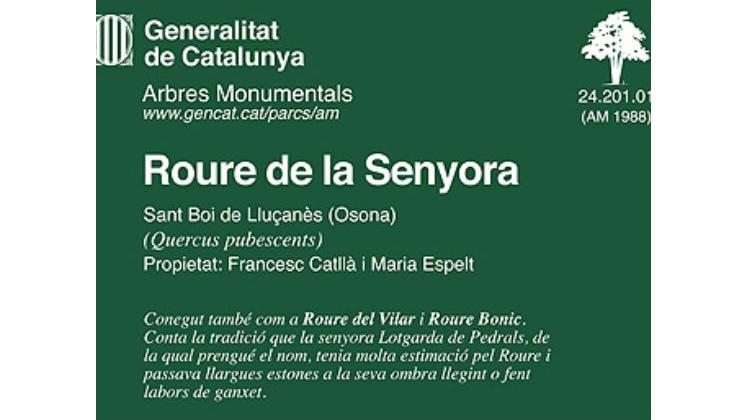 Generalitat
de Catalunya
Arbres Monumentals
www.gencat.cat/parcs/am
24.201.01
(AM 1988)
Roure de la Senyora
Sant Boi de Lluçanès (Osona)
(Quercus pubescents)
Propietat: Francesc Catllà i Maria Espelt
Conegut també com a Roure del Vilar i Roure Bonic.
Conta la tradició que la senyora Lotgarda de Pedrals, de
la qual prengué el nom, tenia molta estimació pel Roure i
passava llargues estones a la seva ombra llegint o fent
labors de ganxet.